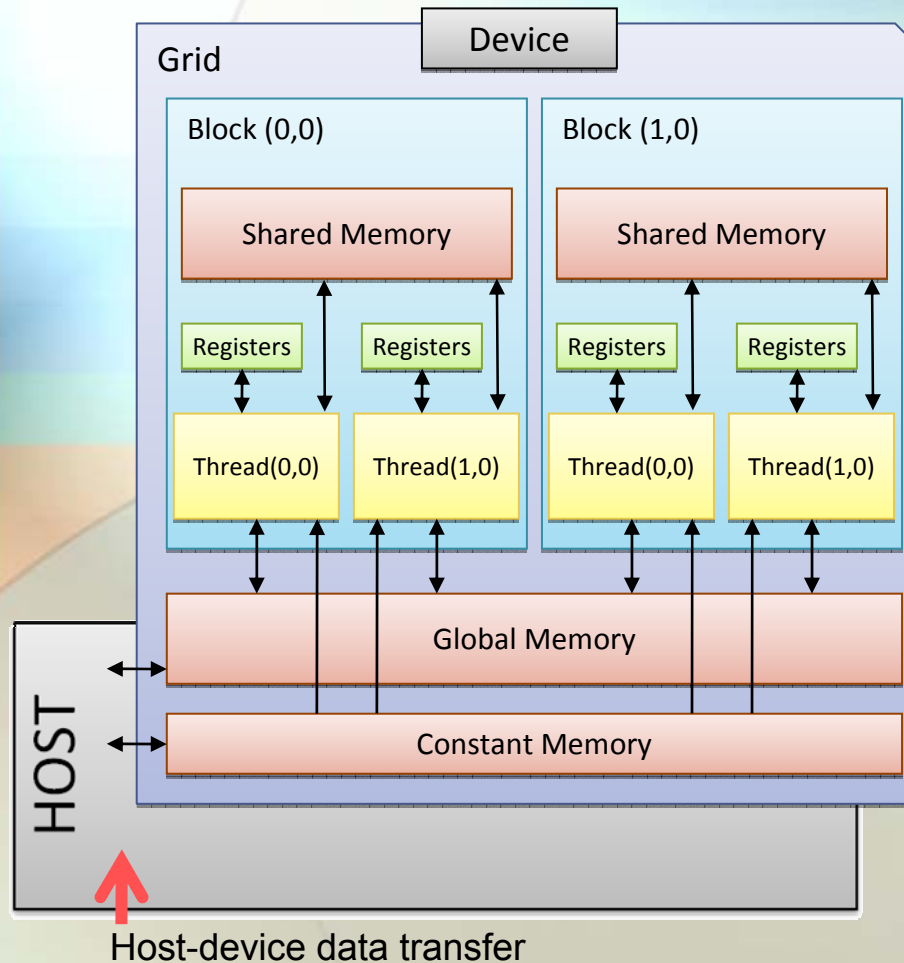 Device
Grid
Block (0,0)
Block (1,0)
Shared Memory
Shared Memory
Registers
Registers
Registers
Registers
Thread(0,0)
Thread(1,0)
Thread(0,0)
Thread(1,0)
Global Memory
Constant Memory
HOST
Host-device data transfer